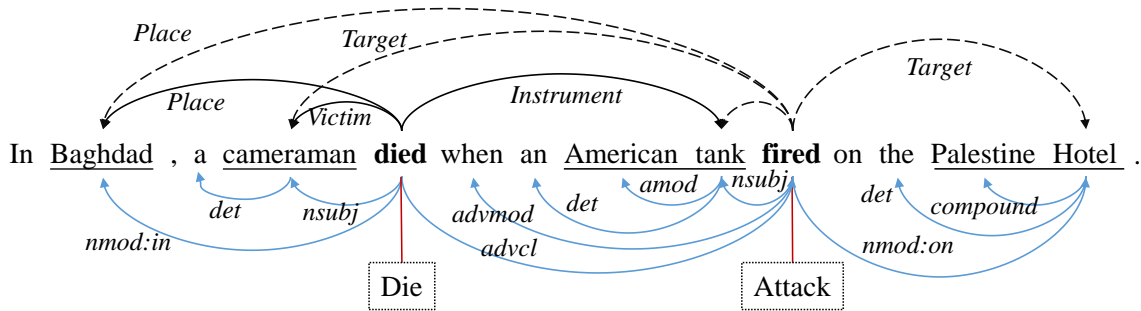 Place
Target
Target
Place
Victim
Instrument
In Baghdad , a cameraman died when an American tank fired on the Palestine Hotel .
det
nsubj
advmod
det
amod
nsubj
det
compound
nmod:in
advcl
nmod:on
Die
Attack